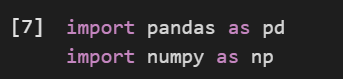 [7] import pandas as pd
import numpy as np